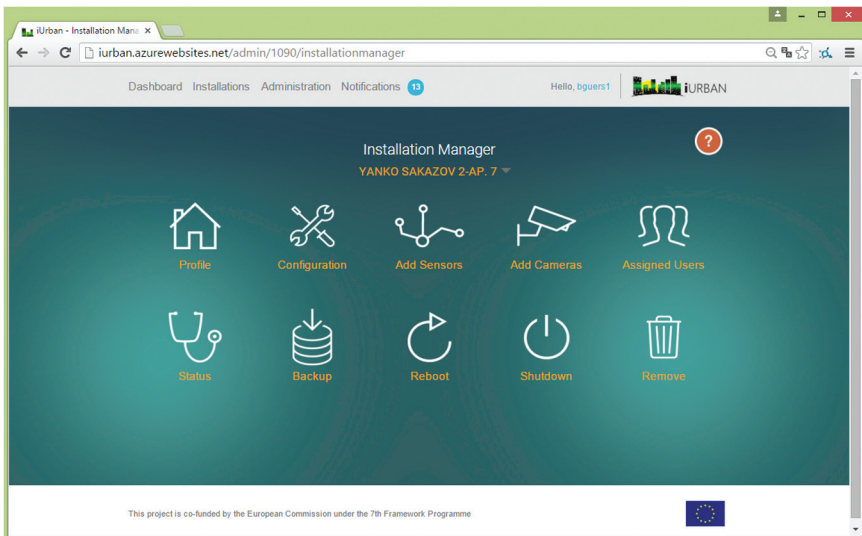 iUrban - Installation Mana
iurban.azurewebsites.net/admin/1090/installationmanager
Dashboard Installations Administration Notifications 13 Hello, bguers1 iURBAN
?
Installation Manager
YANKO SAKAZOV 2-AP. 7
Profile Configuration Add Sensors Add Cameras Assigned Users
Status Backup Reboot Shutdown Remove
This project is co-funded by the European Commission under the 7th Framework Programme